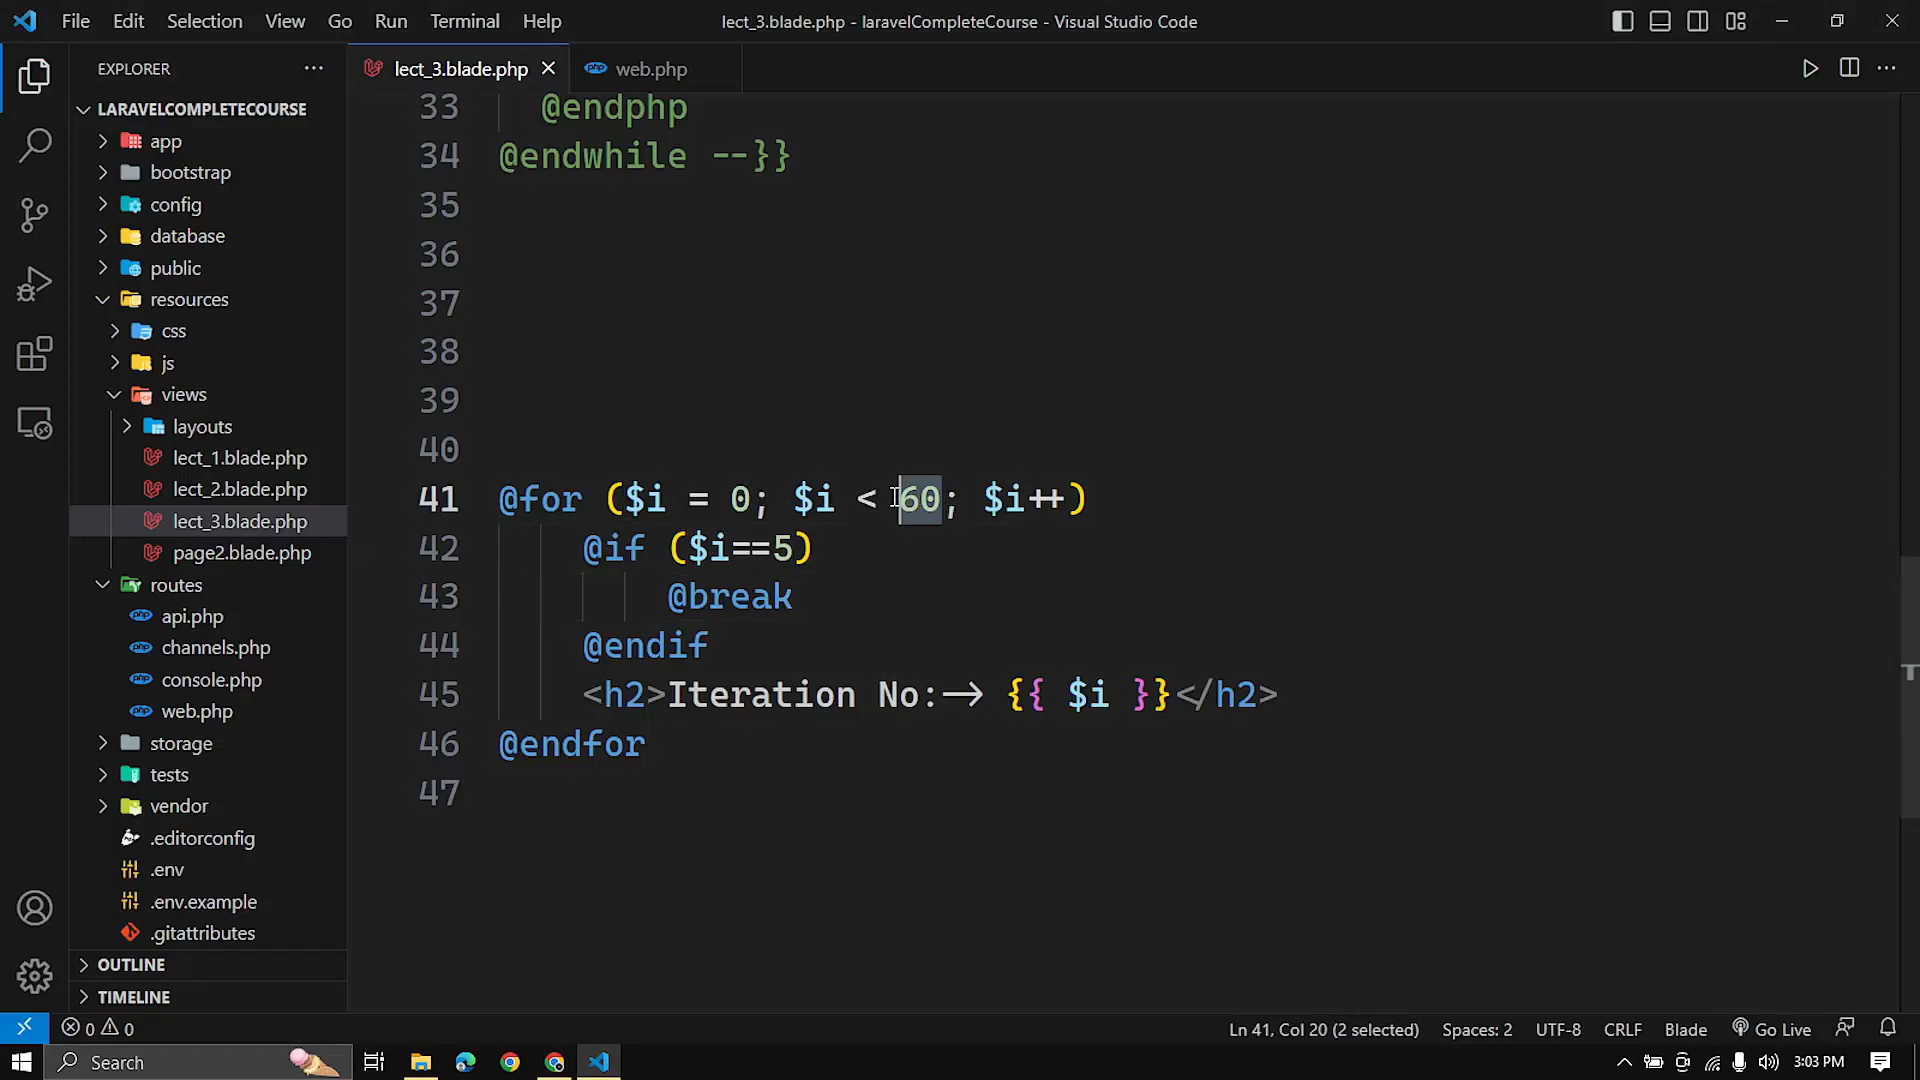 File Edit Selection View Go Run Terminal Help
lect_3.blade.php - laravelCompleteCourse - Visual Studio Code
EXPLORER
LARAVELCOMPLETECOURSE
app
bootstrap
config
database
public
resources
css
js
views
layouts
lect_1.blade.php
lect_2.blade.php
lect_3.blade.php
page2.blade.php
routes
api.php
channels.php
console.php
web.php
storage
tests
vendor
.editorconfig
.env
.env.example
.gitattributes
OUTLINE
TIMELINE
lect_3.blade.php
web.php
33 @endphp
34 @endwhile --}}
35
36
37
38
39
40
41 @for ($i = 0; $i < 60; $i++)
42 @if ($i==5)
43 @break
44 @endif
45 <h2>Iteration No:-> {{ $i }}</h2>
46 @endfor
47
0 0
Ln 41, Col 20 (2 selected) Spaces: 2 UTF-8 CRLF Blade Go Live
Search
3:03 PM